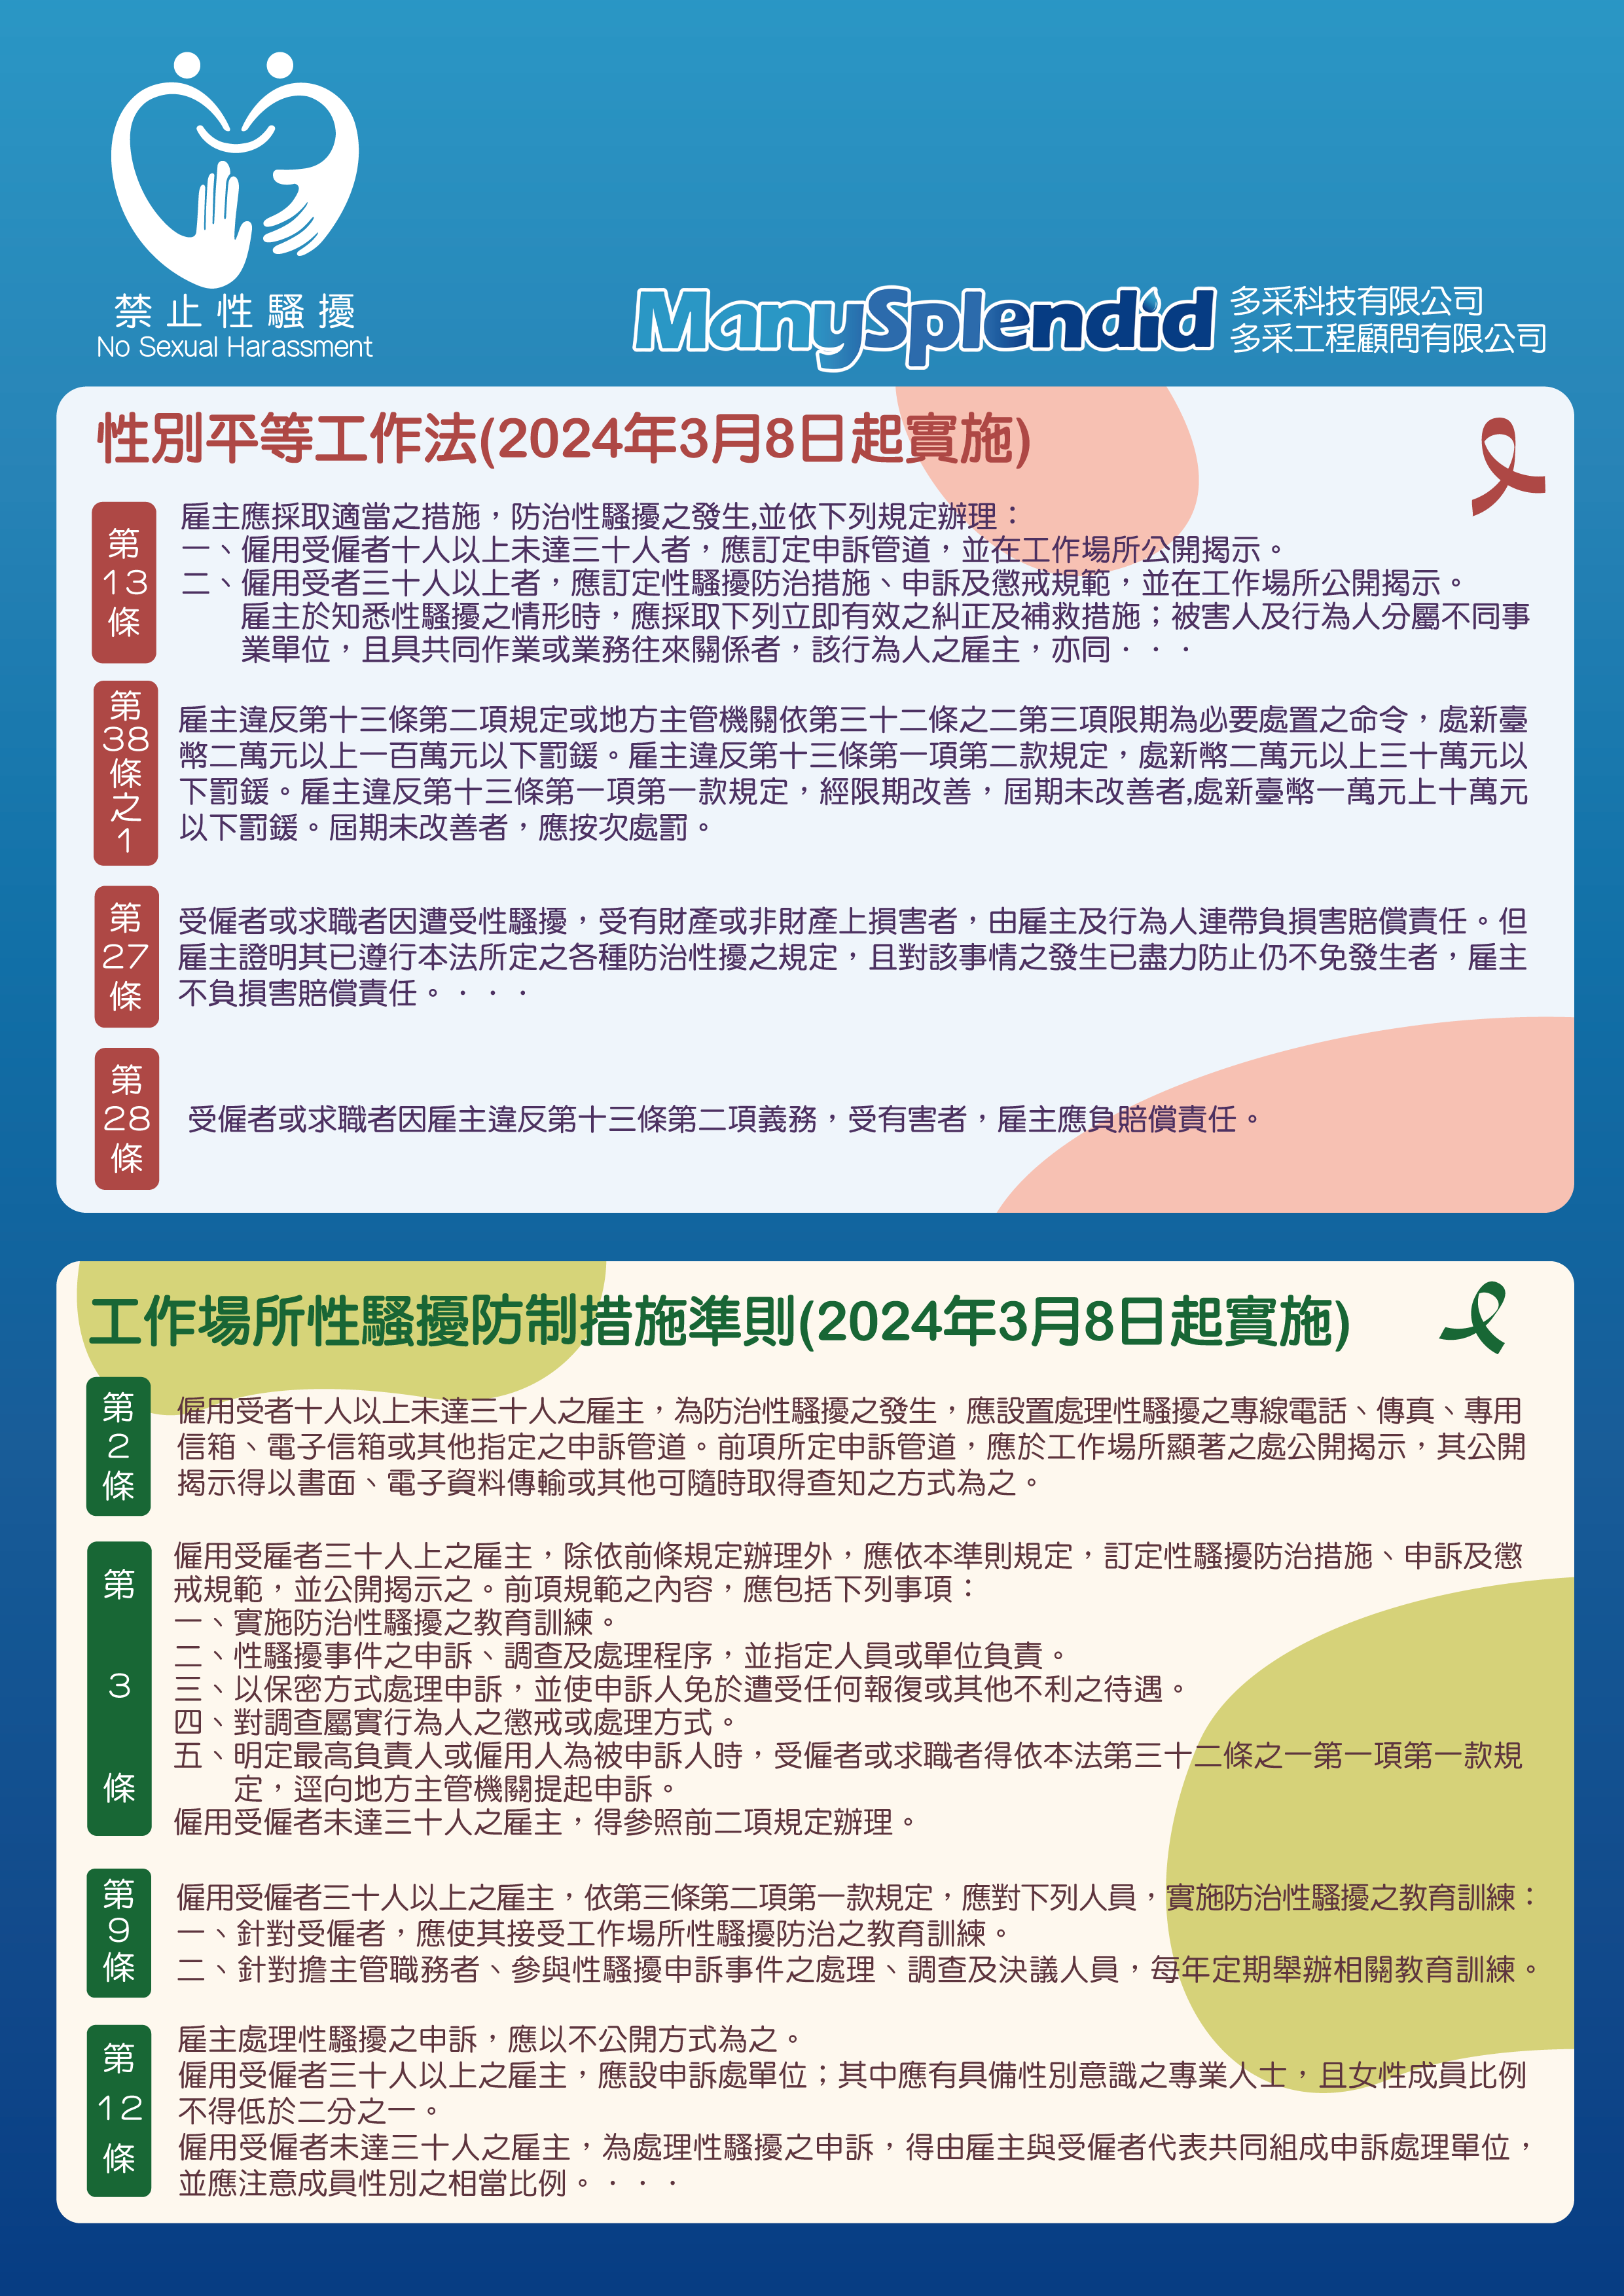 禁止性騷擾
No Sexual Harassment
ManySplendid
多采科技有限公司
多采工程顧問有限公司
性別平等工作法(2024年3月8日起實施)
第
13
條
雇主應採取適當之措施，防治性騷擾之發生,並依下列規定辦理：
一、僱用受僱者十人以上未達三十人者，應訂定申訴管道，並在工作場所公開揭示。
二、僱用受者三十人以上者，應訂定性騷擾防治措施、申訴及懲戒規範，並在工作場所公開揭示。
雇主於知悉性騷擾之情形時，應採取下列立即有效之糾正及補救措施；被害人及行為人分屬不同事
業單位，且具共同作業或業務往來關係者，該行為人之雇主，亦同．．．
第
38
條
之
1
雇主違反第十三條第二項規定或地方主管機關依第三十二條之二第三項限期為必要處置之命令，處新臺
幣二萬元以上一百萬元以下罰鍰。雇主違反第十三條第一項第二款規定，處新幣二萬元以上三十萬元以
下罰鍰。雇主違反第十三條第一項第一款規定，經限期改善，屆期未改善者,處新臺幣一萬元上十萬元
以下罰鍰。屆期未改善者，應按次處罰。
第
27
條
受僱者或求職者因遭受性騷擾，受有財產或非財產上損害者，由雇主及行為人連帶負損害賠償責任。但
雇主證明其已遵行本法所定之各種防治性擾之規定，且對該事情之發生已盡力防止仍不免發生者，雇主
不負損害賠償責任。．．．
第
28
條
受僱者或求職者因雇主違反第十三條第二項義務，受有害者，雇主應負賠償責任。
工作場所性騷擾防制措施準則(2024年3月8日起實施)
第
2
條
僱用受者十人以上未達三十人之雇主，為防治性騷擾之發生，應設置處理性騷擾之專線電話、傳真、專用
信箱、電子信箱或其他指定之申訴管道。前項所定申訴管道，應於工作場所顯著之處公開揭示，其公開
揭示得以書面、電子資料傳輸或其他可隨時取得查知之方式為之。
第
3
條
僱用受雇者三十人上之雇主，除依前條規定辦理外，應依本準則規定，訂定性騷擾防治措施、申訴及懲
戒規範，並公開揭示之。前項規範之內容，應包括下列事項：
一、實施防治性騷擾之教育訓練。
二、性騷擾事件之申訴、調查及處理程序，並指定人員或單位負責。
三、以保密方式處理申訴，並使申訴人免於遭受任何報復或其他不利之待遇。
四、對調查屬實行為人之懲戒或處理方式。
五、明定最高負責人或僱用人為被申訴人時，受僱者或求職者得依本法第三十二條之一第一項第一款規
定，逕向地方主管機關提起申訴。
僱用受僱者未達三十人之雇主，得參照前二項規定辦理。
第
9
條
僱用受僱者三十人以上之雇主，依第三條第二項第一款規定，應對下列人員，實施防治性騷擾之教育訓練：
一、針對受僱者，應使其接受工作場所性騷擾防治之教育訓練。
二、針對擔主管職務者、參與性騷擾申訴事件之處理、調查及決議人員，每年定期舉辦相關教育訓練。
第
12
條
雇主處理性騷擾之申訴，應以不公開方式為之。
僱用受僱者三十人以上之雇主，應設申訴處單位；其中應有具備性別意識之專業人士，且女性成員比例
不得低於二分之一。
僱用受僱者未達三十人之雇主，為處理性騷擾之申訴，得由雇主與受僱者代表共同組成申訴處理單位，
並應注意成員性別之相當比例。．．．